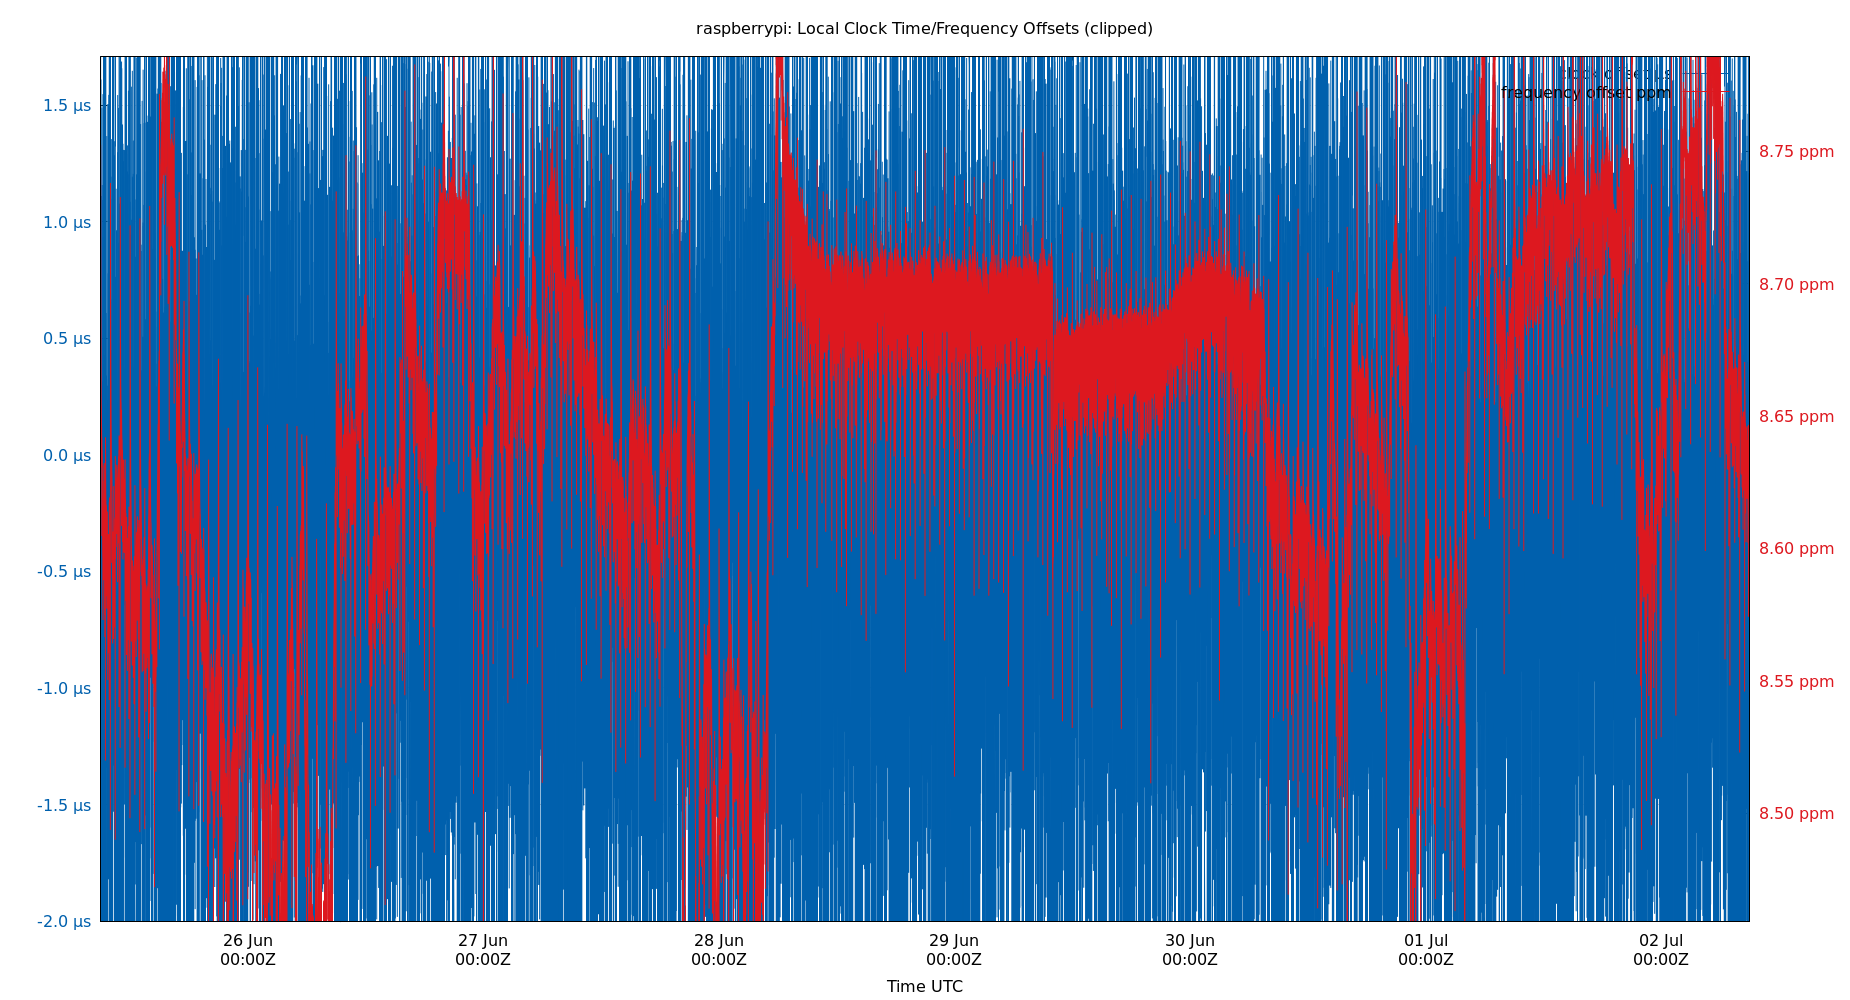 raspberrypi: Local Clock Time/Frequency Offsets (clipped)
clock offset µs
frequency offset ppm
1.5 µs
1.0 µs
0.5 µs
0.0 µs
-0.5 µs
-1.0 µs
-1.5 µs
-2.0 µs
8.75 ppm
8.70 ppm
8.65 ppm
8.60 ppm
8.55 ppm
8.50 ppm
26 Jun
00:00Z
27 Jun
00:00Z
28 Jun
00:00Z
29 Jun
00:00Z
30 Jun
00:00Z
01 Jul
00:00Z
02 Jul
00:00Z
Time UTC